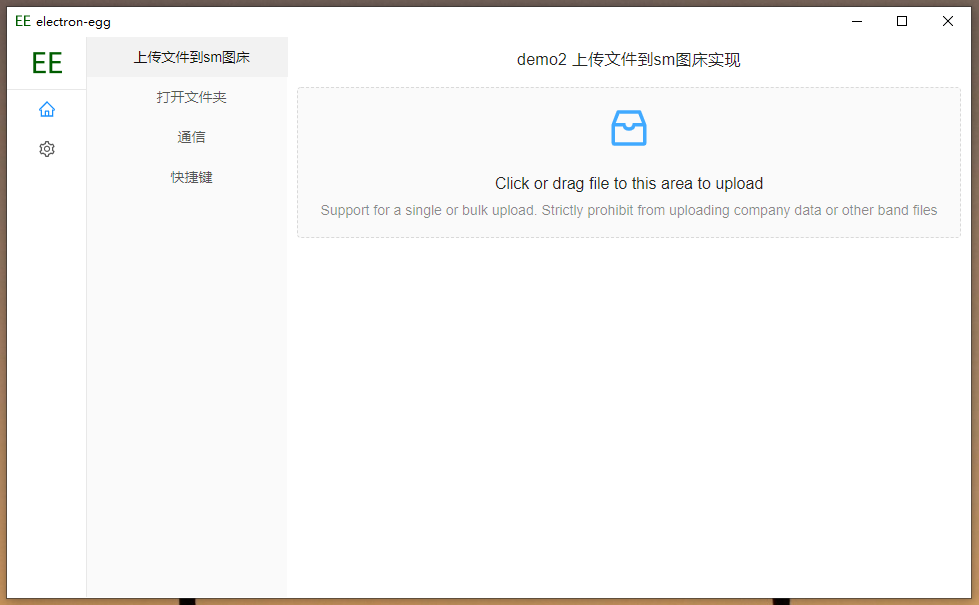 EE electron-egg
EE
上传文件到sm图床
打开文件夹
通信
快捷键
demo2 上传文件到sm图床实现
Click or drag file to this area to upload
Support for a single or bulk upload. Strictly prohibit from uploading company data or other band files